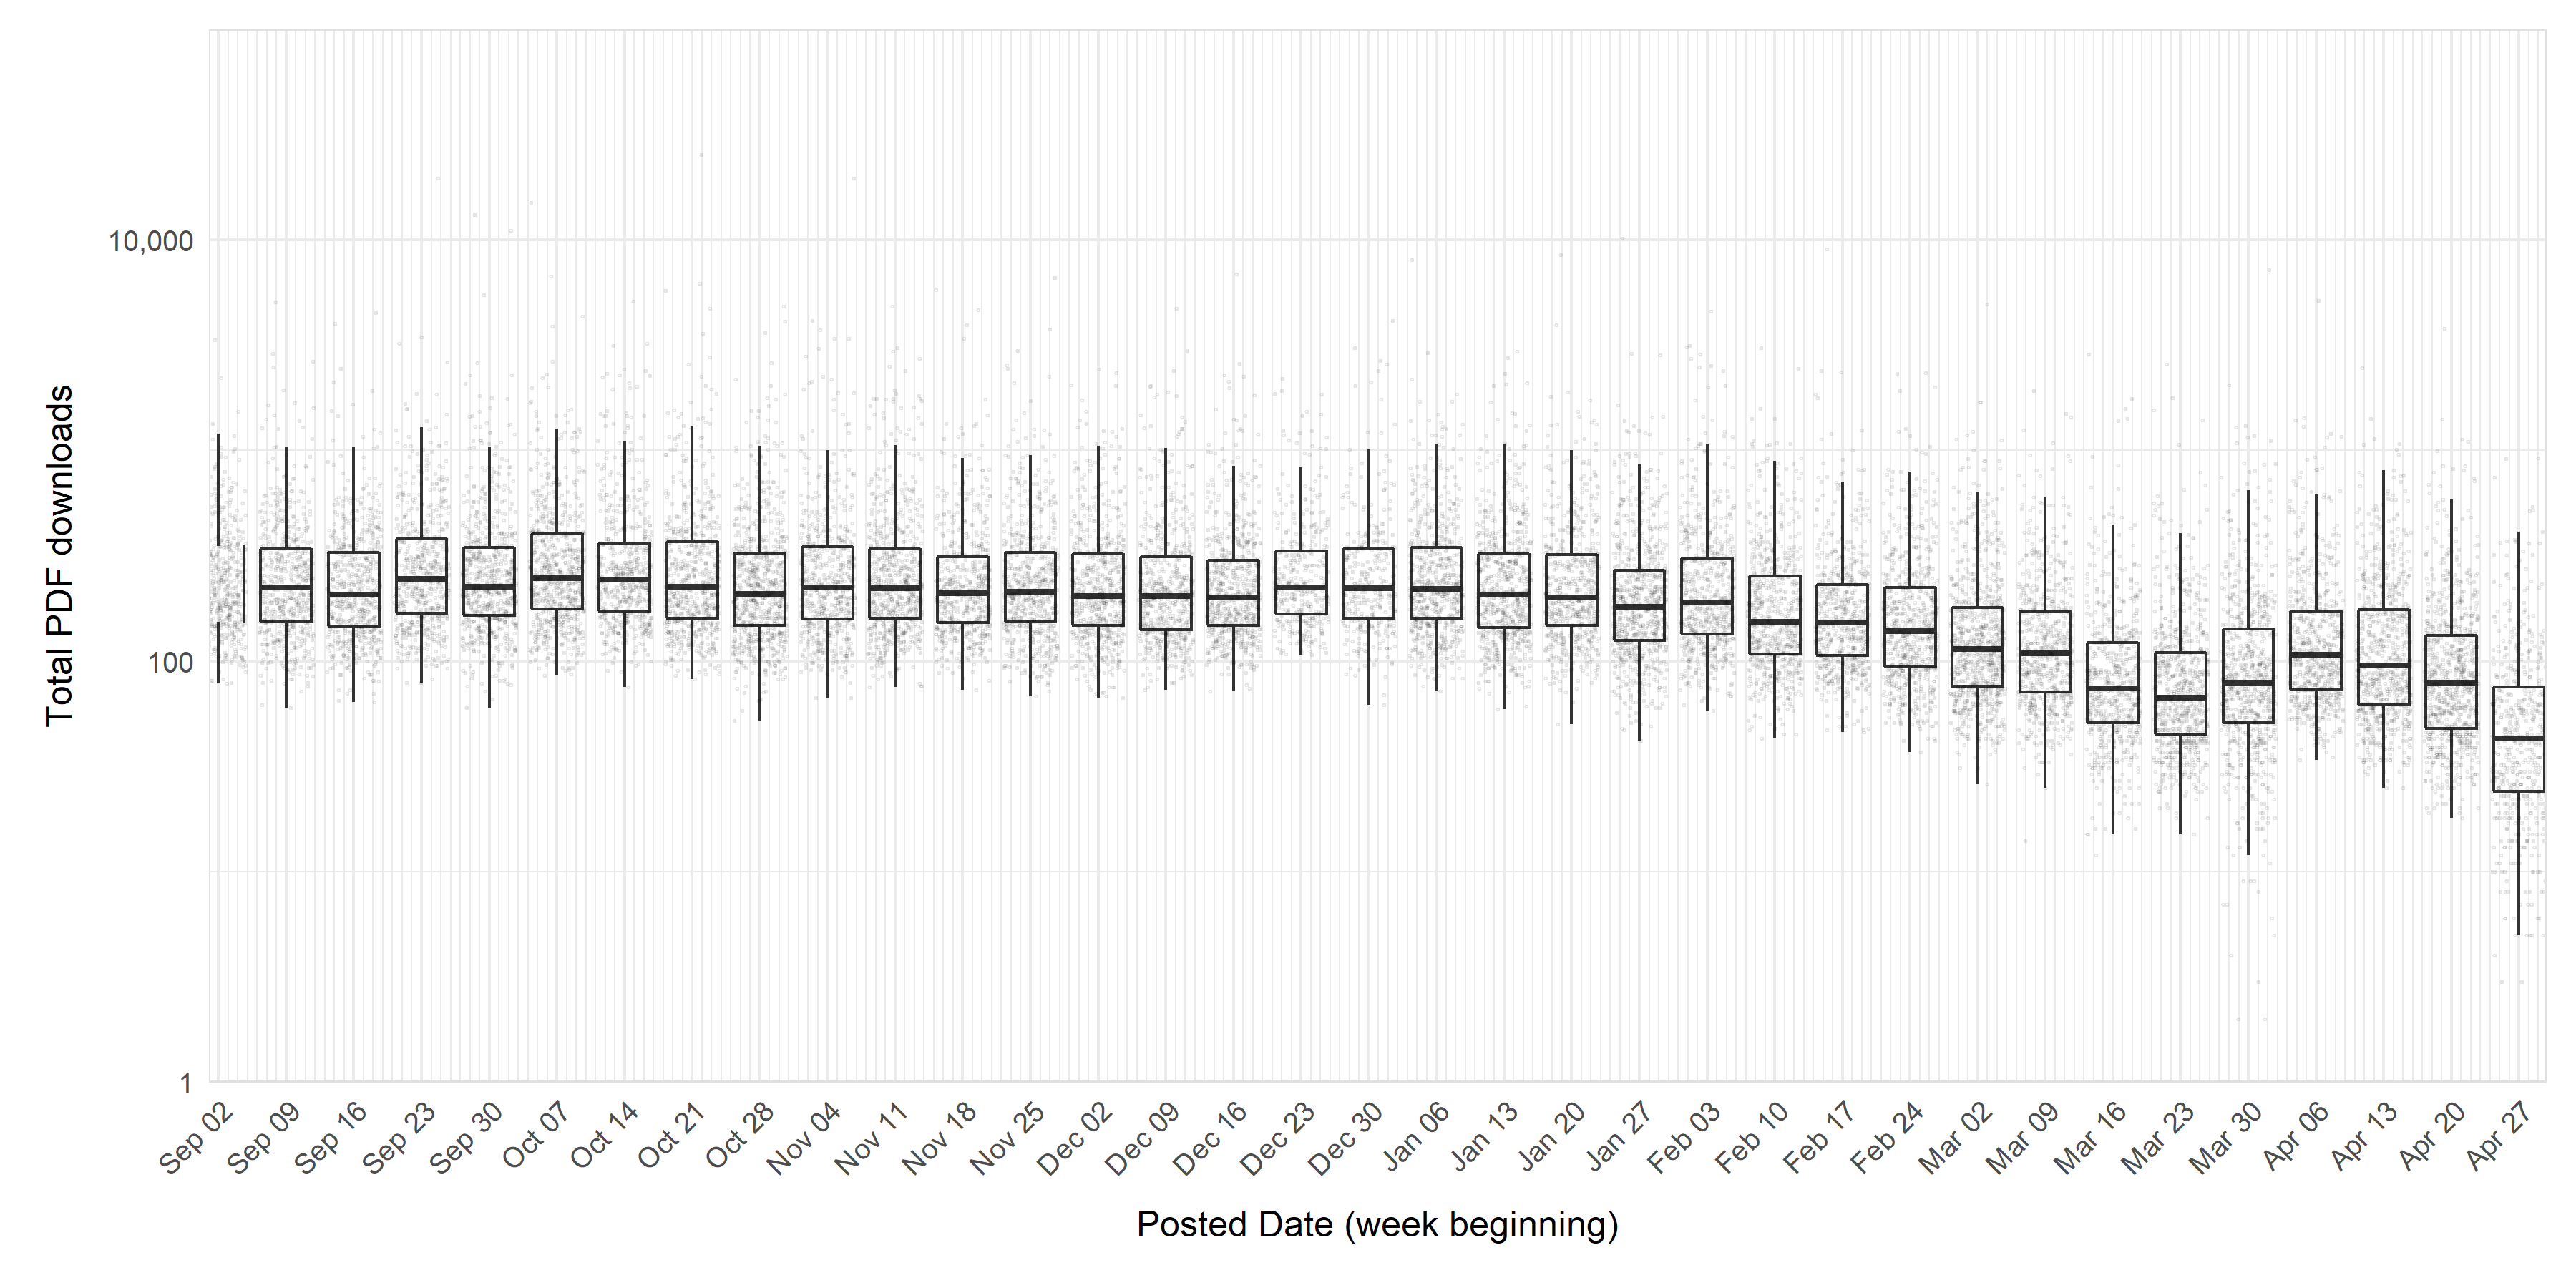 Total PDF downloads
10,000
100
1
Sep 02
Sep 09
Sep 16
Sep 23
Sep 30
Oct 07
Oct 14
Oct 21
Oct 28
Nov 04
Nov 11
Nov 18
Nov 25
Dec 02
Dec 09
Dec 16
Dec 23
Dec 30
Jan 06
Jan 13
Jan 20
Jan 27
Feb 03
Feb 10
Feb 17
Feb 24
Mar 02
Mar 09
Mar 16
Mar 23
Mar 30
Apr 06
Apr 13
Apr 20
Apr 27
Posted Date (week beginning)